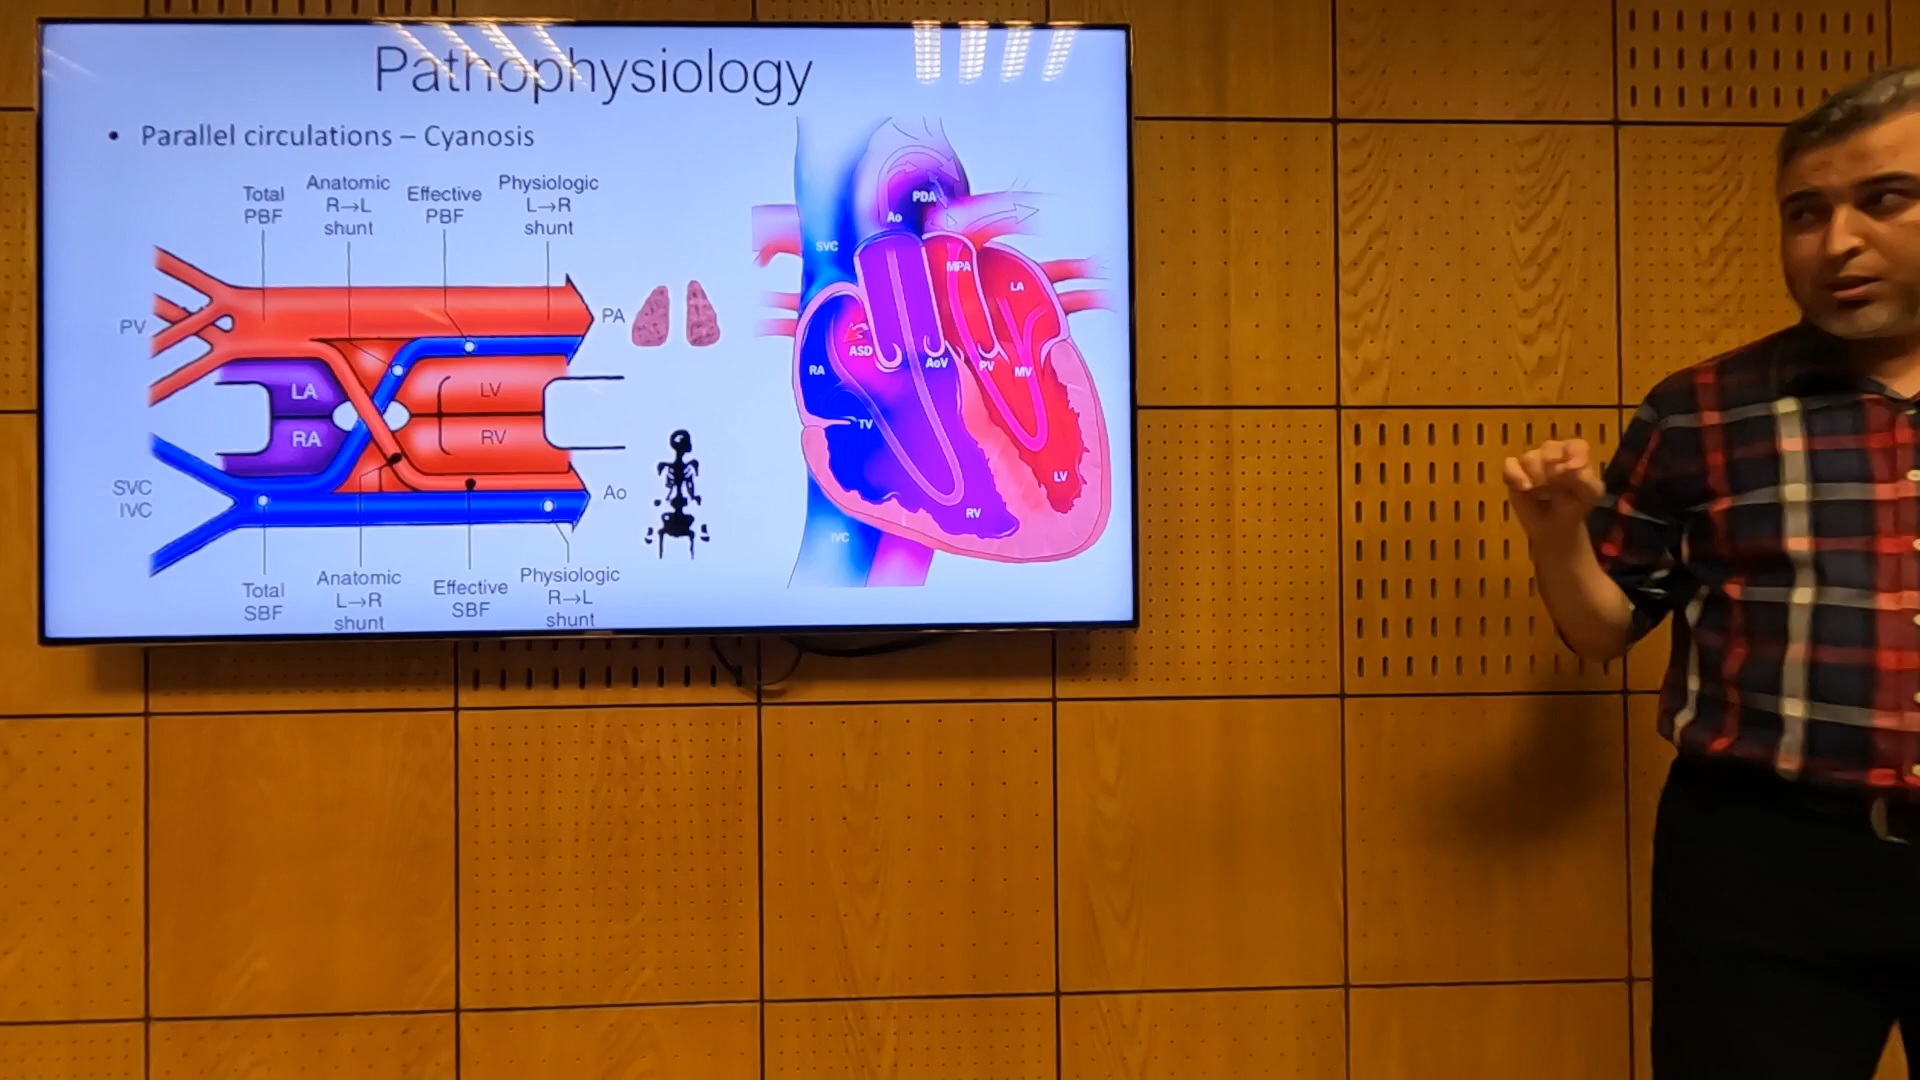 Pathophysiology
• Parallel circulations – Cyanosis
Total
PBF
Anatomic
R→L
shunt
Effective
PBF
Physiologic
L→R
shunt
PV
PA
LA
LV
RA
RV
SVC
IVC
Ao
Total
SBF
Anatomic
L→R
shunt
Effective
SBF
Physiologic
R→L
shunt
PDA
Ao
SVC
MPA
LA
ASD
AoV
PV
MV
RA
TV
LV
RV
IVC